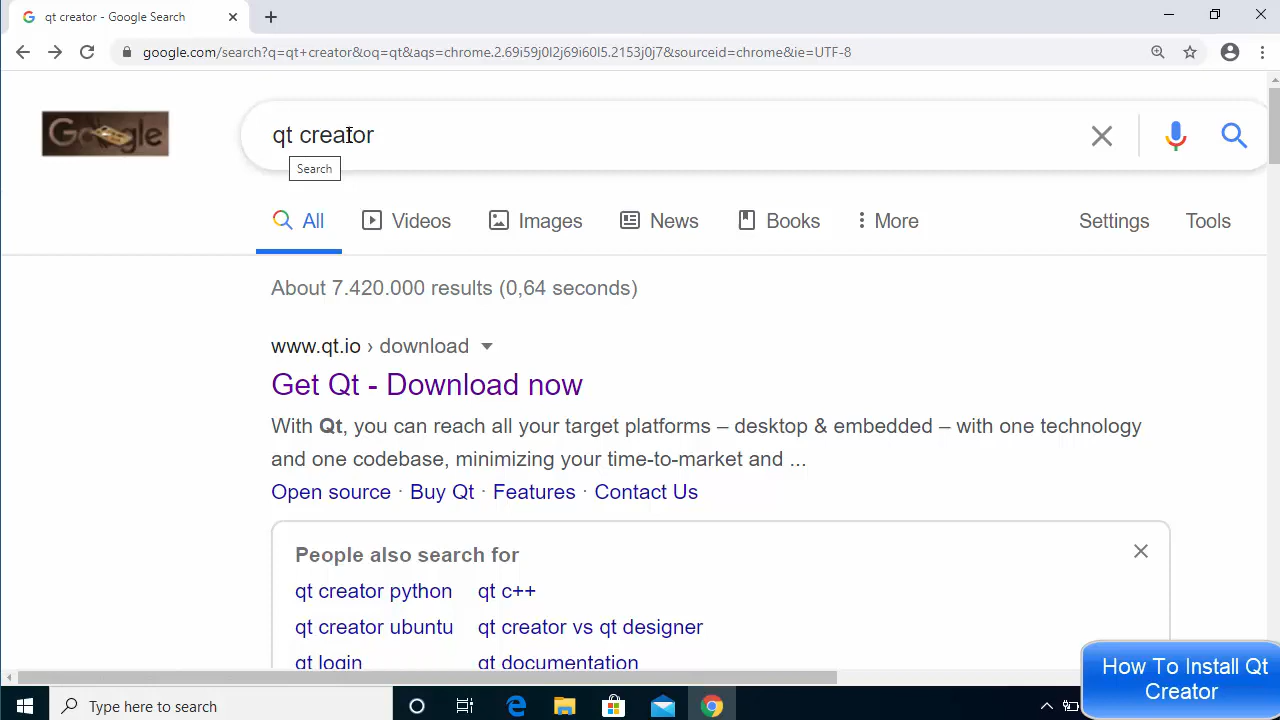 qt creator - Google Search
google.com/search?q=qt+creator&oq=qt&aqs=chrome.2.69i59j0l2j69i60l5.2153j0j7&sourceid=chrome&ie=UTF-8
Google
qt creator
Search
All Videos Images News Books More Settings Tools
About 7.420.000 results (0,64 seconds)
www.qt.io › download
Get Qt - Download now
With Qt, you can reach all your target platforms – desktop & embedded – with one technology
and one codebase, minimizing your time-to-market and ...
Open source · Buy Qt · Features · Contact Us
People also search for
qt creator python qt c++
qt creator ubuntu qt creator vs qt designer
qt login qt documentation
How To Install Qt
Creator
Type here to search